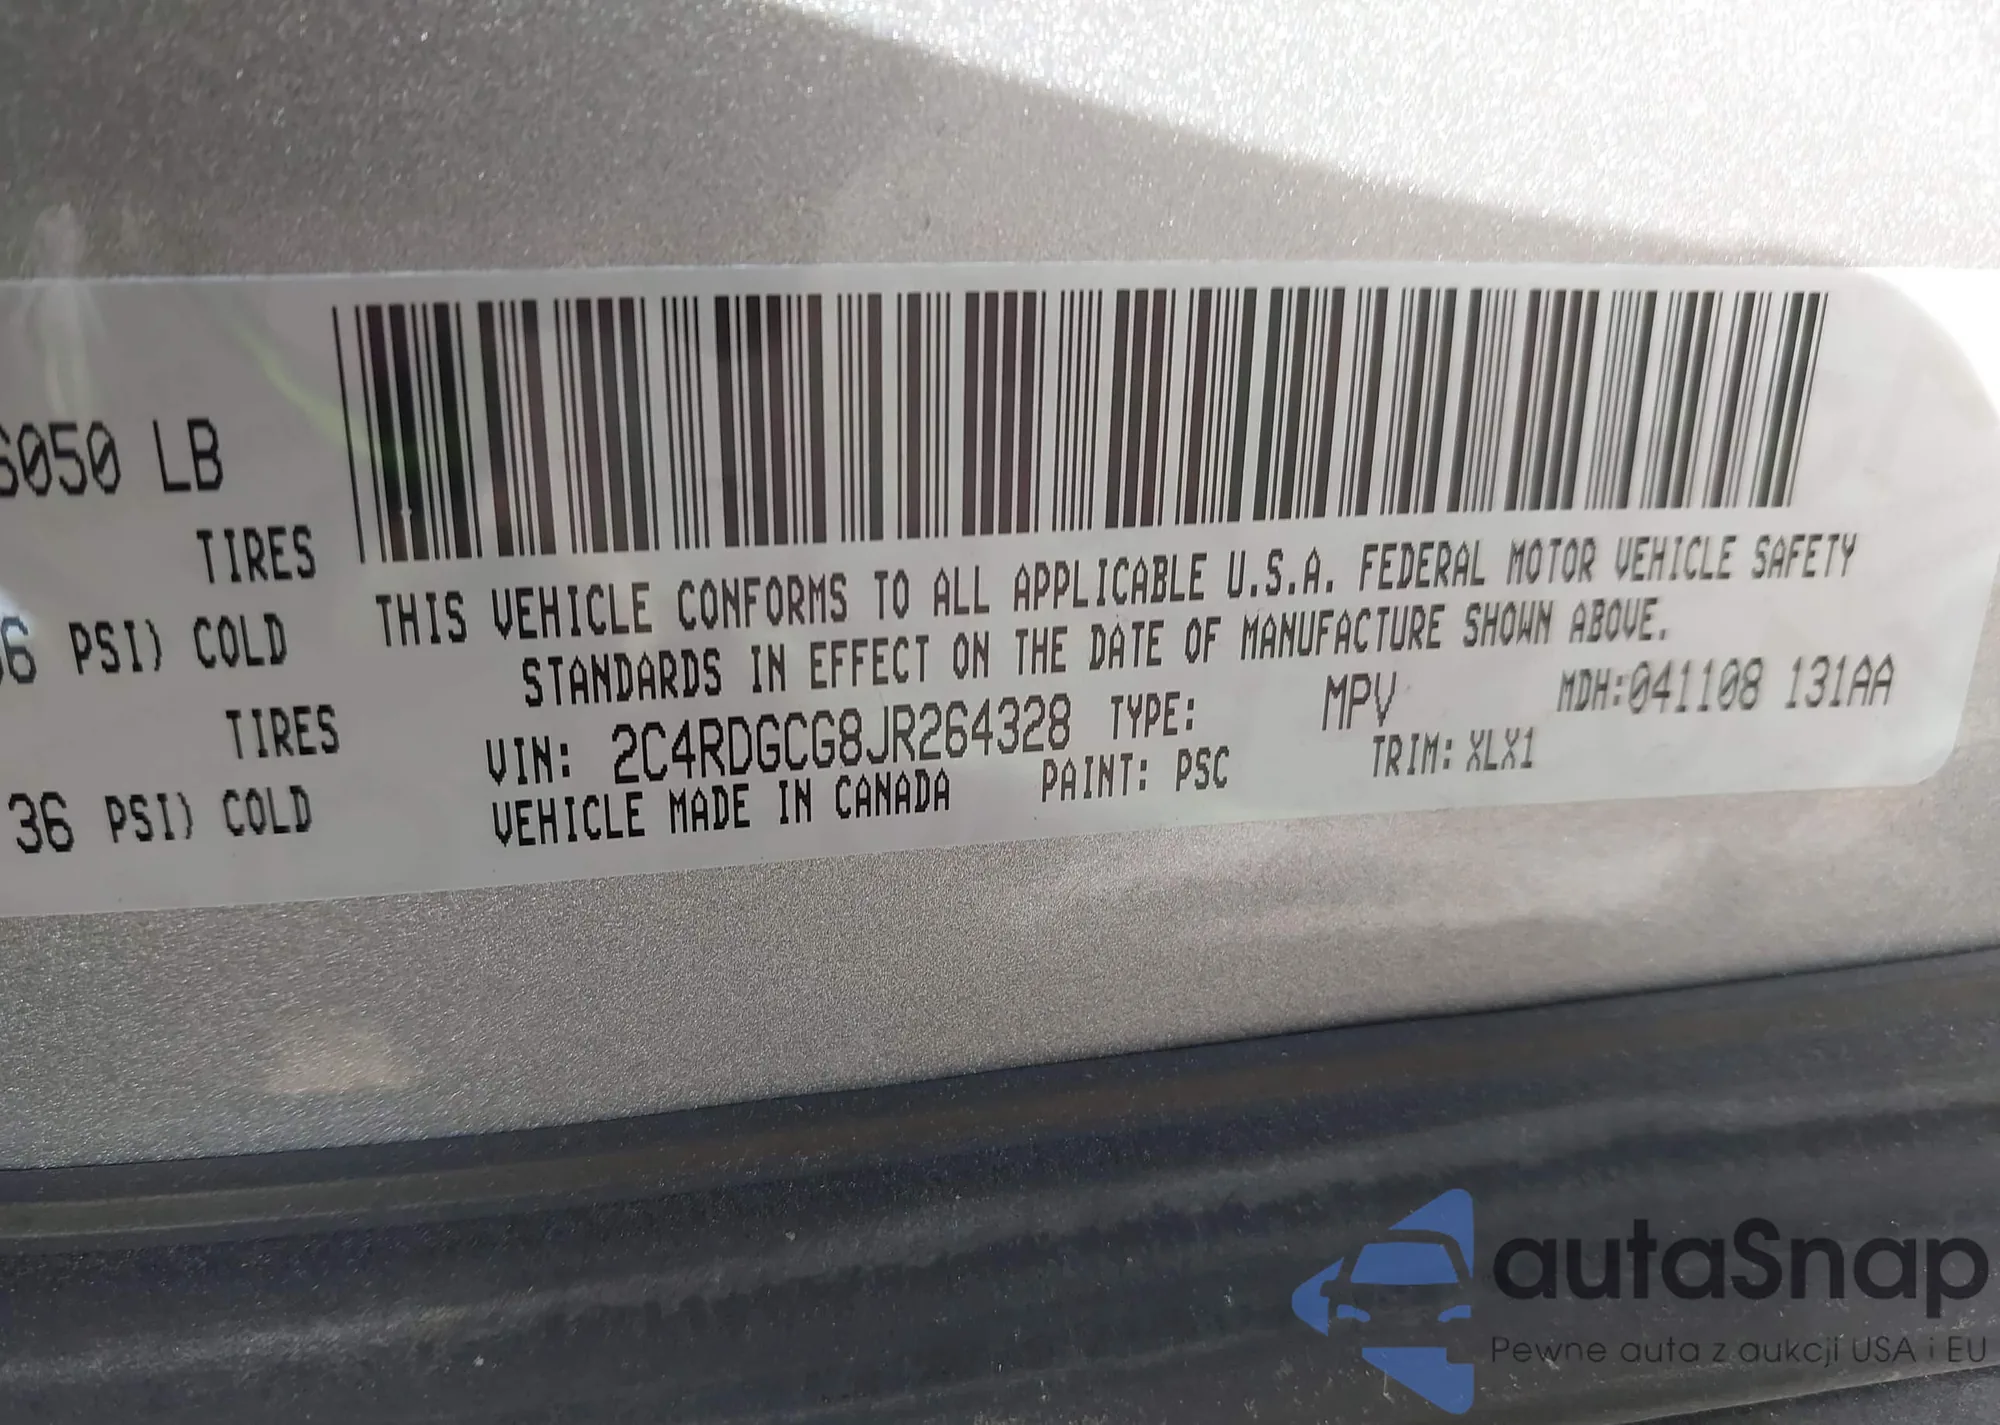 6050 LB
TIRES
36 PSI) COLD
TIRES
36 PSI) COLD
THIS VEHICLE CONFORMS TO ALL APPLICABLE U.S.A. FEDERAL MOTOR VEHICLE SAFETY
STANDARDS IN EFFECT ON THE DATE OF MANUFACTURE SHOWN ABOVE.
VIN: 2C4RDGCG8JR264328 TYPE: MPV MDH:041108 131AA
VEHICLE MADE IN CANADA PAINT: PSC TRIM: XLX1
autaSnap
Pewne auta z aukcji USA i EU